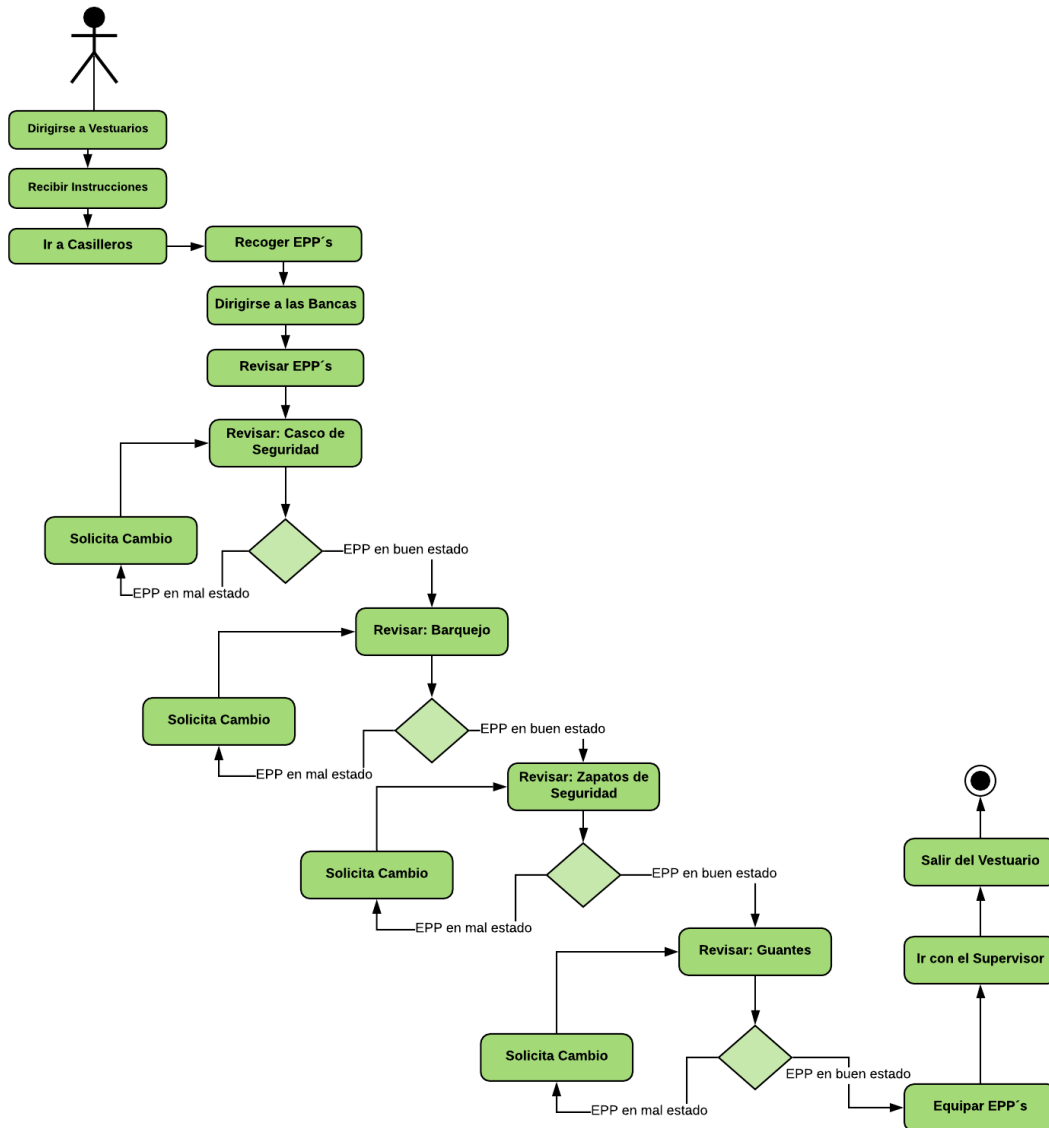 Dirigirse a Vestuarios
Recibir Instrucciones
Ir a Casilleros
Recoger EPP´s
Dirigirse a las Bancas
Revisar EPP´s
Revisar: Casco de
Seguridad
Solicita Cambio
EPP en buen estado
EPP en mal estado
Revisar: Barquejo
Solicita Cambio
EPP en buen estado
EPP en mal estado
Revisar: Zapatos de
Seguridad
Solicita Cambio
EPP en buen estado
EPP en mal estado
Revisar: Guantes
Solicita Cambio
EPP en buen estado
EPP en mal estado
Equipar EPP´s
Ir con el Supervisor
Salir del Vestuario